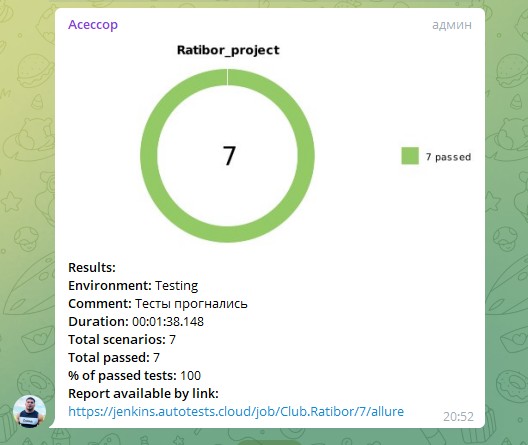 Асессор
админ
Ratibor_project
7
7 passed
Results:
Environment: Testing
Comment: Тесты прогнались
Duration: 00:01:38.148
Total scenarios: 7
Total passed: 7
% of passed tests: 100
Report available by link:
https://jenkins.autotests.cloud/job/Club.Ratibor/7/allure
20:52